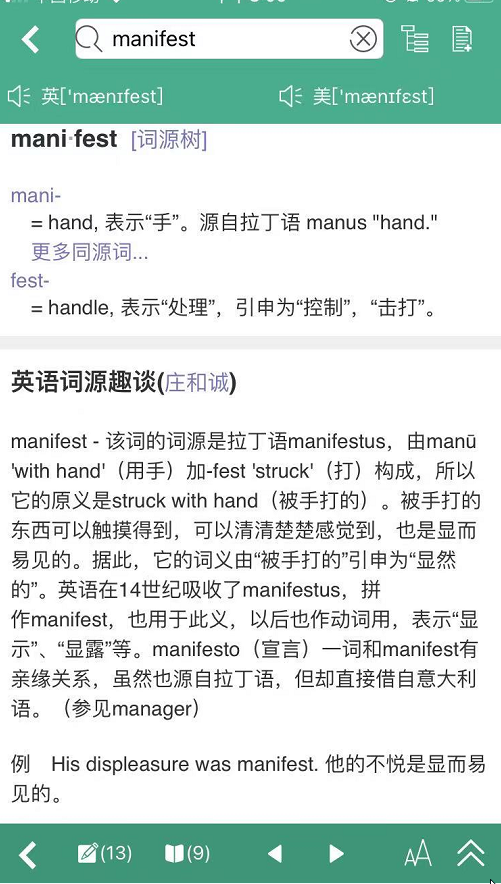 manifest
英['mænɪfest]
美['mænɪfɛst]
mani·fest [词源树]
mani-
= hand, 表示“手”。源自拉丁语 manus "hand."
更多同源词...
fest-
= handle, 表示“处理”，引申为“控制”，“击打”。
英语词源趣谈(庄和诚)
manifest - 该词的词源是拉丁语manifestus，由manū
'with hand'（用手）加-fest 'struck'（打）构成，所以
它的原义是struck with hand（被手打的）。被手打的
东西可以触摸得到，可以清清楚楚感觉到，也是显而
易见的。据此，它的词义由“被手打的”引申为“显然
的”。英语在14世纪吸收了manifestus，拼
作manifest，也用于此义，以后也作动词用，表示“显
示”、“显露”等。manifesto（宣言）一词和manifest有
亲缘关系，虽然也源自拉丁语，但却直接借自意大利
语。（参见manager）
例 His displeasure was manifest. 他的不悦是显而易
见的。
(13)
(9)
AA